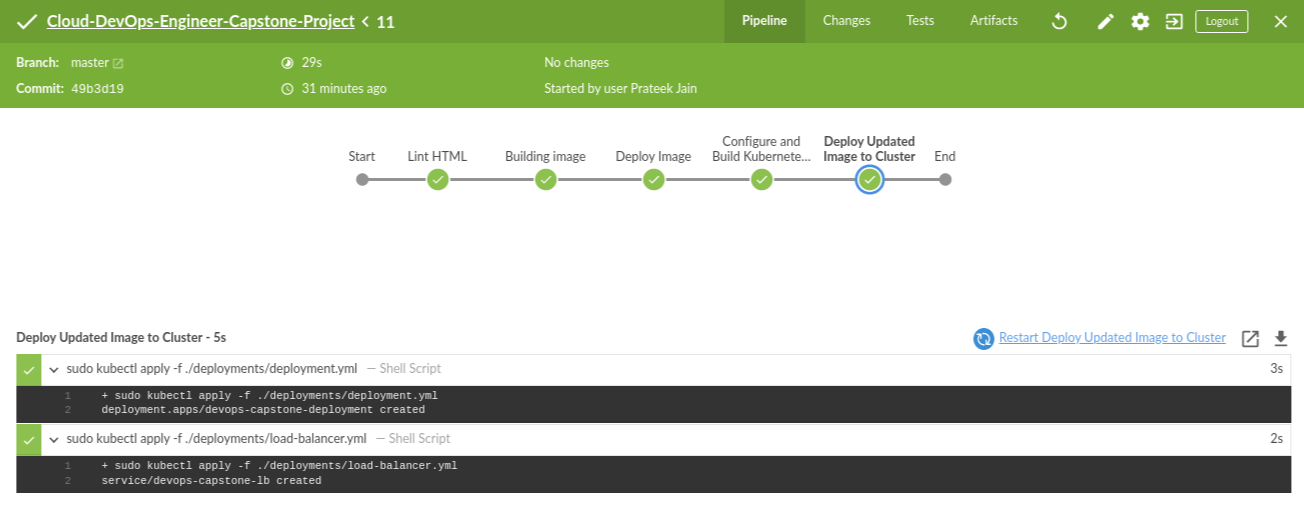 Cloud-DevOps-Engineer-Capstone-Project < 11 Pipeline Changes Tests Artifacts Logout
Branch: master 29s No changes
Commit: 49b3d19 31 minutes ago Started by user Prateek Jain
Start Lint HTML Building image Deploy Image Configure and Build Kubernete... Deploy Updated Image to Cluster End
Deploy Updated Image to Cluster - 5s Restart Deploy Updated Image to Cluster
sudo kubectl apply -f ./deployments/deployment.yml — Shell Script 3s
1 + sudo kubectl apply -f ./deployments/deployment.yml
2 deployment.apps/devops-capstone-deployment created
sudo kubectl apply -f ./deployments/load-balancer.yml — Shell Script 2s
1 + sudo kubectl apply -f ./deployments/load-balancer.yml
2 service/devops-capstone-lb created